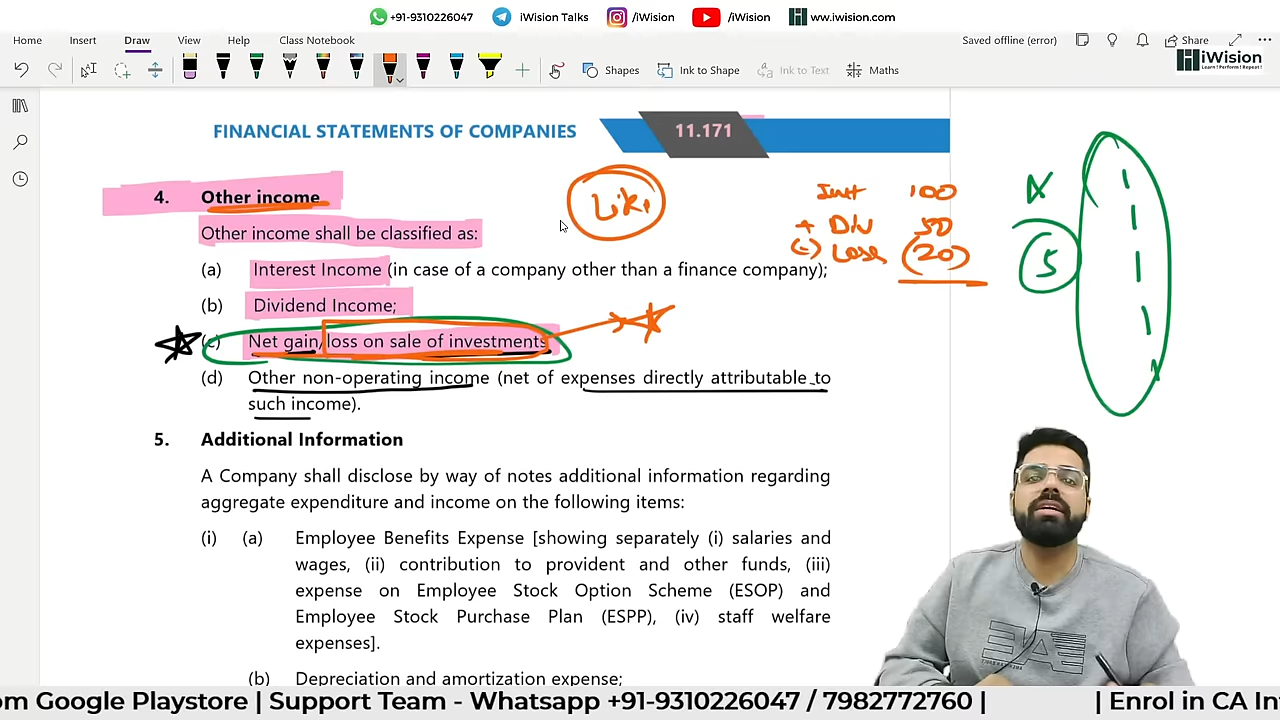 +91-9310226047 iWision Talks /iWision /iWision ww.iwision.com
Home Insert Draw View Help Class Notebook Saved offline (error) Share
Shapes Ink to Shape Ink to Text Maths
iWision
Learn ! Perform ! Repeat !
FINANCIAL STATEMENTS OF COMPANIES 11.171
4. Other income
Like
Int 100
+ Div 50
(-) Loss (20)
5
Other income shall be classified as:
(a) Interest Income (in case of a company other than a finance company);
(b) Dividend Income;
(c) Net gain/loss on sale of investments
(d) Other non-operating income (net of expenses directly attributable to
such income).
5. Additional Information
A Company shall disclose by way of notes additional information regarding
aggregate expenditure and income on the following items:
(i) (a) Employee Benefits Expense [showing separately (i) salaries and
wages, (ii) contribution to provident and other funds, (iii)
expense on Employee Stock Option Scheme (ESOP) and
Employee Stock Purchase Plan (ESPP), (iv) staff welfare
expenses].
(b) Depreciation and amortization expense;
om Google Playstore | Support Team - Whatsapp +91-9310226047 / 7982772760 | | Enrol in CA In